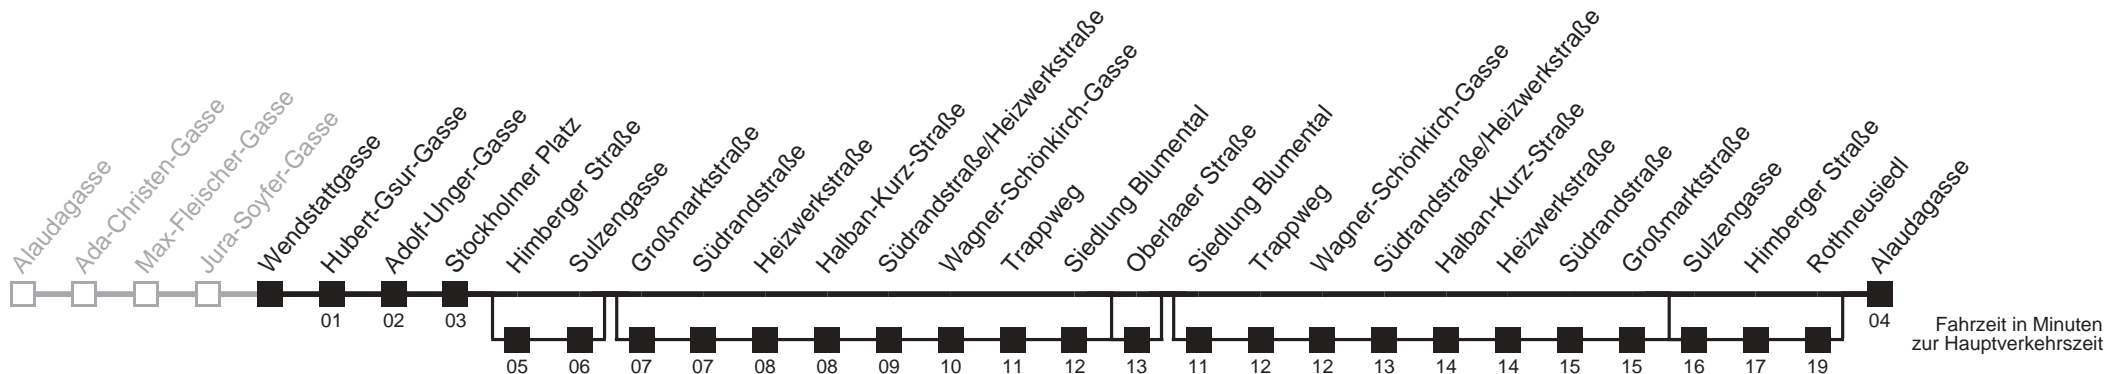 Alaudagasse
Ada-Christen-Gasse
Max-Fleischer-Gasse
Jura-Soyfer-Gasse
Wendstattgasse
Hubert-Gsur-Gasse
Adolf-Unger-Gasse
Stockholmer Platz
Himberger Straße
Sulzengasse
Großmarktstraße
Südrandstraße
Heizwerkstraße
Halban-Kurz-Straße
Südrandstraße/Heizwerkstraße
Wagner-Schönkirch-Gasse
Trappweg
Siedlung Blumental
Oberlaaer Straße
Siedlung Blumental
Trappweg
Wagner-Schönkirch-Gasse
Südrandstraße/Heizwerkstraße
Halban-Kurz-Straße
Heizwerkstraße
Südrandstraße
Großmarktstraße
Sulzengasse
Himberger Straße
Rothneusiedl
Alaudagasse
01 02 03 04
05 06 07 07 08 08 09 10 11 12 13 11 12 12 13 14 14 15 15 16 17 19
Fahrzeit in Minuten
zur Hauptverkehrszeit